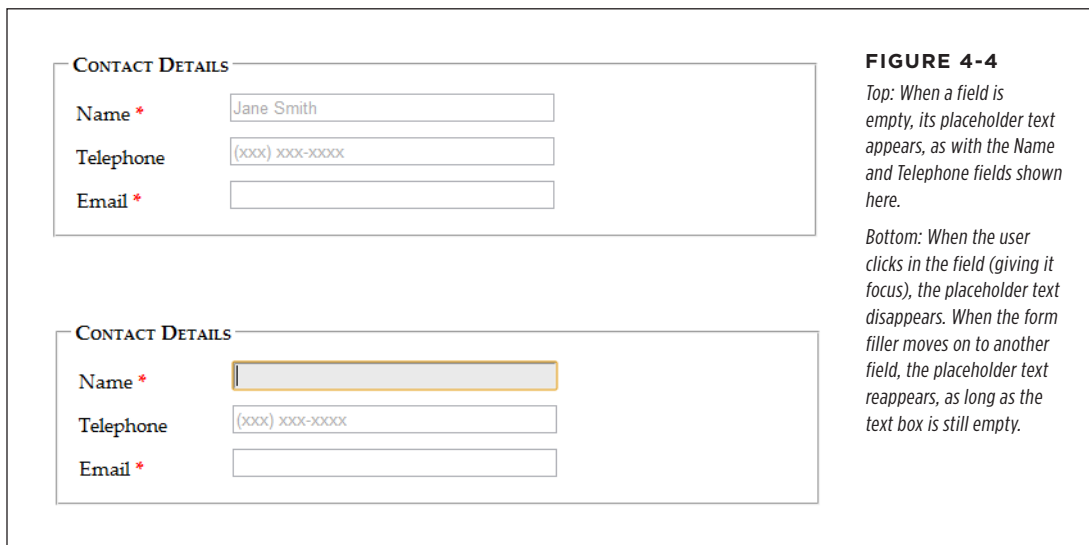 CONTACT DETAILS
Name *
Jane Smith
Telephone
(xxx) xxx-xxxx
Email *
CONTACT DETAILS
Name *
Telephone
(xxx) xxx-xxxx
Email *
FIGURE 4-4
Top: When a field is
empty, its placeholder text
appears, as with the Name
and Telephone fields shown
here.
Bottom: When the user
clicks in the field (giving it
focus), the placeholder text
disappears. When the form
filler moves on to another
field, the placeholder text
reappears, as long as the
text box is still empty.